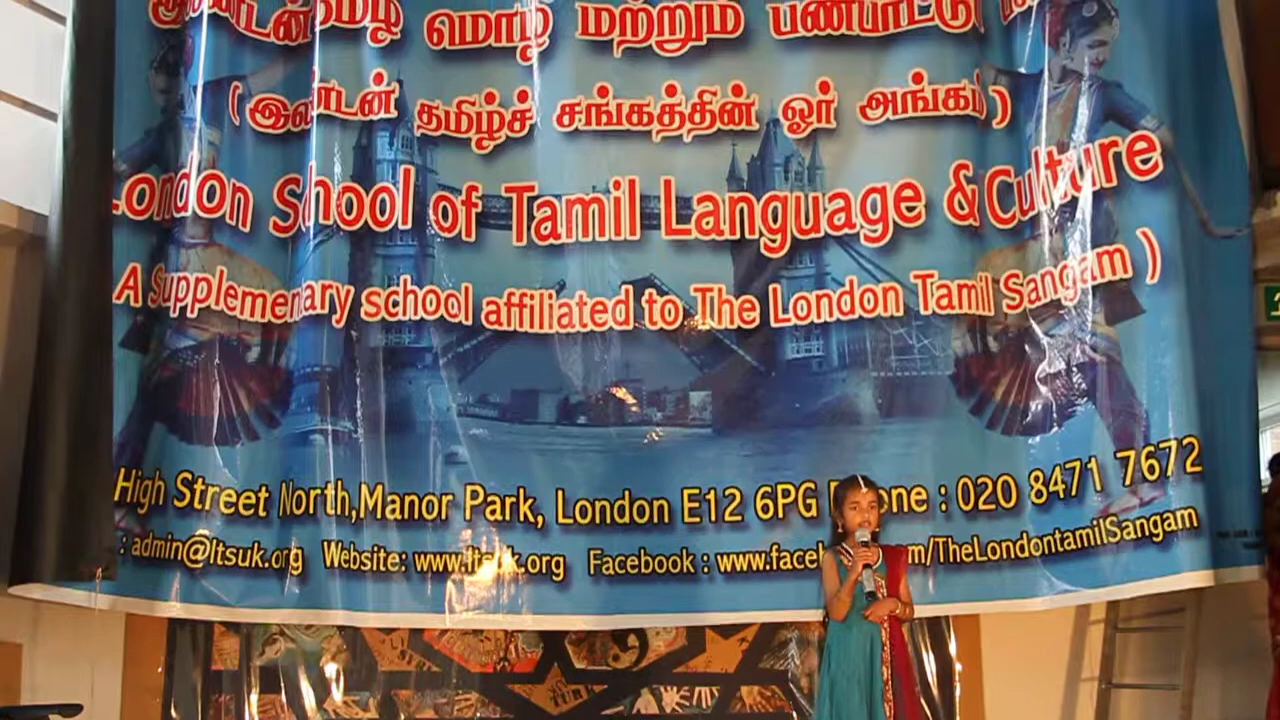 மொழி மற்றும் பண்பாட்டு
(இலண்டன் தமிழ்ச் சங்கத்தின் ஓர் அங்கம்)
London School of Tamil Language & Culture
A Supplementary school affiliated to The London Tamil Sangam )
High Street North,Manor Park, London E12 6PG Phone : 020 8471 7672
: admin@ltsuk.org Website: www.ltsuk.org Facebook : www.facebook.com/TheLondontamilSangam